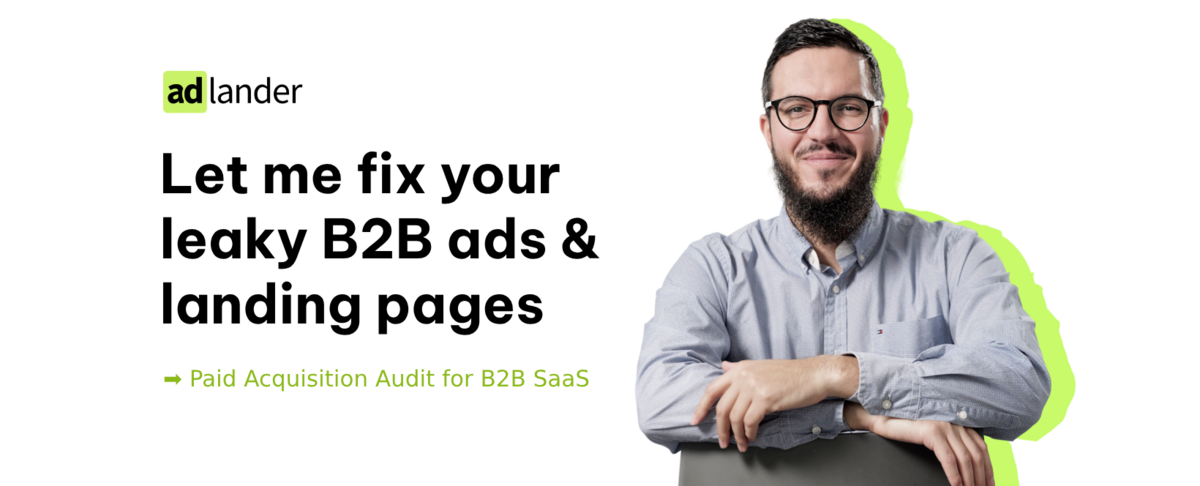 adlander
Let me fix your
leaky B2B ads &
landing pages
➡ Paid Acquisition Audit for B2B SaaS